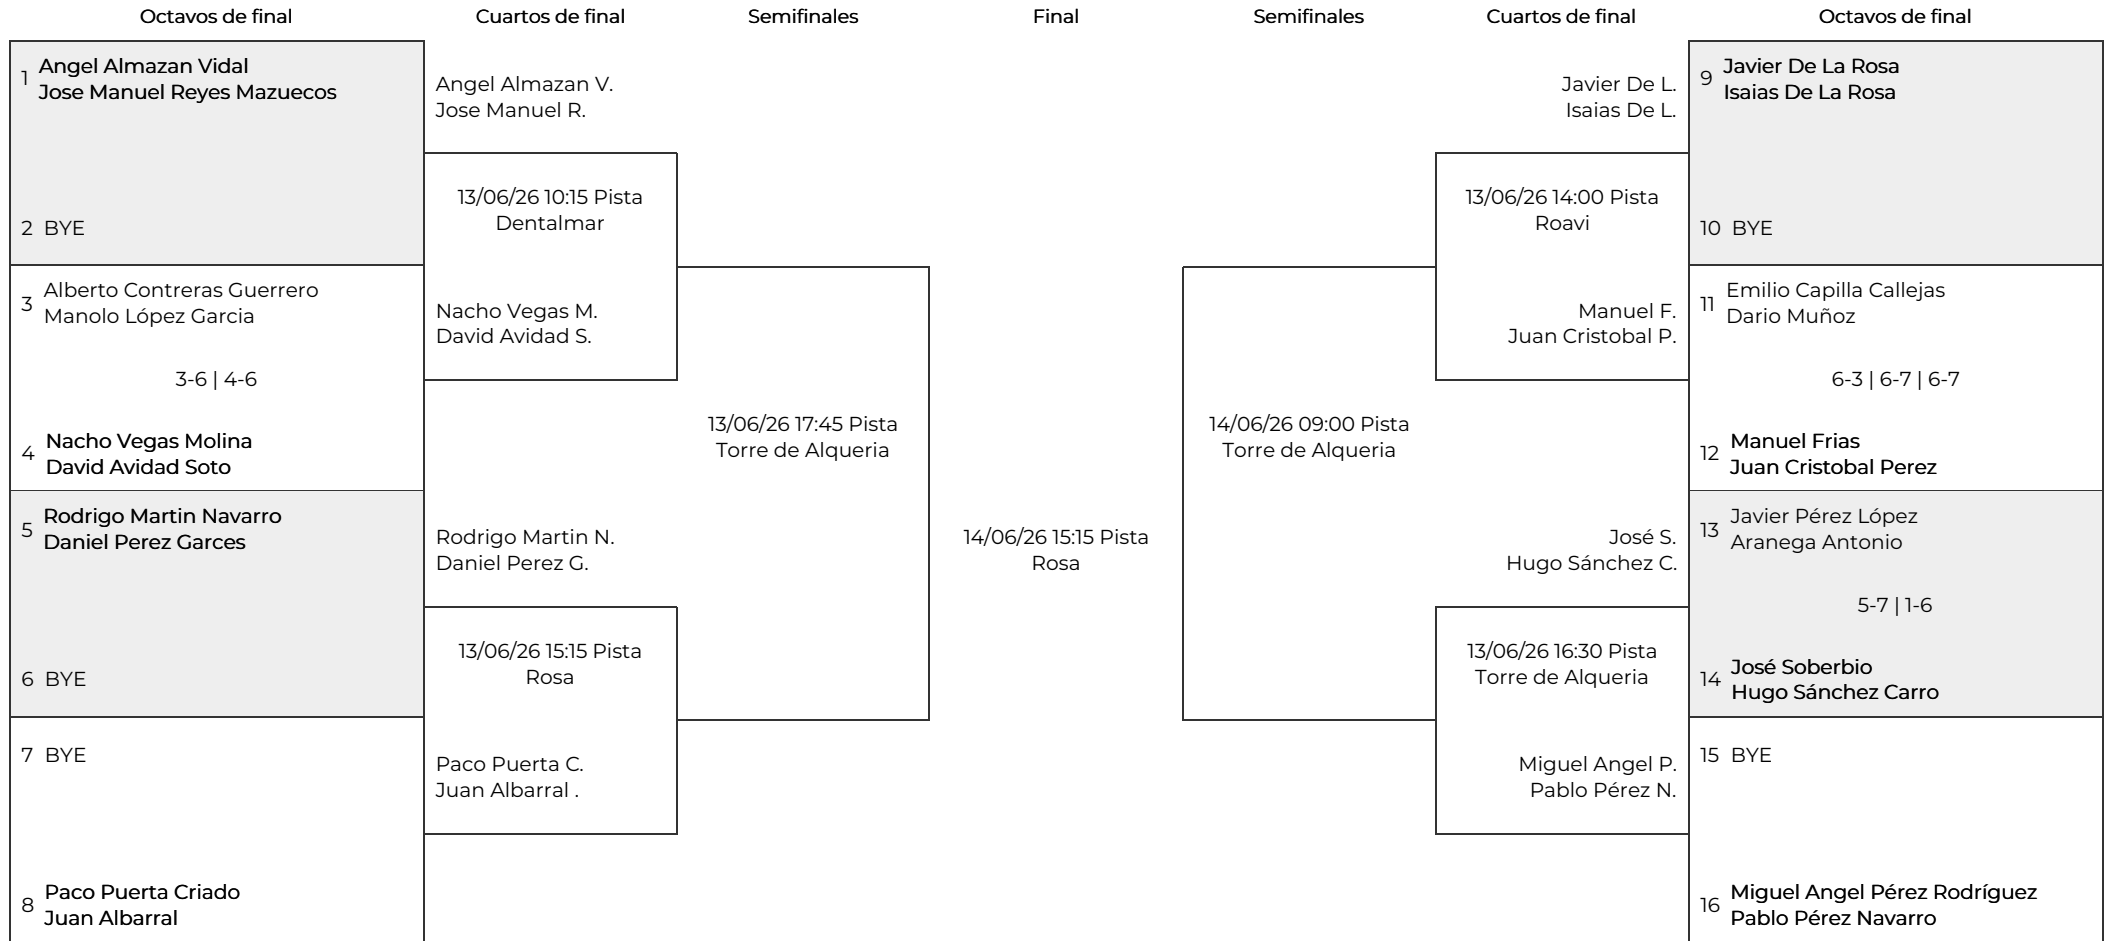 Octavos de final
Cuartos de final
Semifinales
Final
Semifinales
Cuartos de final
Octavos de final
1
Angel Almazan Vidal
Jose Manuel Reyes Mazuecos
2 BYE
3
Alberto Contreras Guerrero
Manolo López Garcia
3-6 | 4-6
4
Nacho Vegas Molina
David Avidad Soto
5
Rodrigo Martin Navarro
Daniel Perez Garces
6 BYE
7 BYE
8
Paco Puerta Criado
Juan Albarral
Angel Almazan V.
Jose Manuel R.
13/06/26 10:15 Pista
Dentalmar
Nacho Vegas M.
David Avidad S.
Rodrigo Martin N.
Daniel Perez G.
13/06/26 15:15 Pista
Rosa
Paco Puerta C.
Juan Albarral .
13/06/26 17:45 Pista
Torre de Alqueria
14/06/26 15:15 Pista
Rosa
14/06/26 09:00 Pista
Torre de Alqueria
Javier De L.
Isaias De L.
13/06/26 14:00 Pista
Roavi
Manuel F.
Juan Cristobal P.
José S.
Hugo Sánchez C.
13/06/26 16:30 Pista
Torre de Alqueria
Miguel Angel P.
Pablo Pérez N.
9
Javier De La Rosa
Isaias De La Rosa
10 BYE
11
Emilio Capilla Callejas
Dario Muñoz
6-3 | 6-7 | 6-7
12
Manuel Frias
Juan Cristobal Perez
13
Javier Pérez López
Aranega Antonio
5-7 | 1-6
14
José Soberbio
Hugo Sánchez Carro
15 BYE
16
Miguel Angel Pérez Rodríguez
Pablo Pérez Navarro